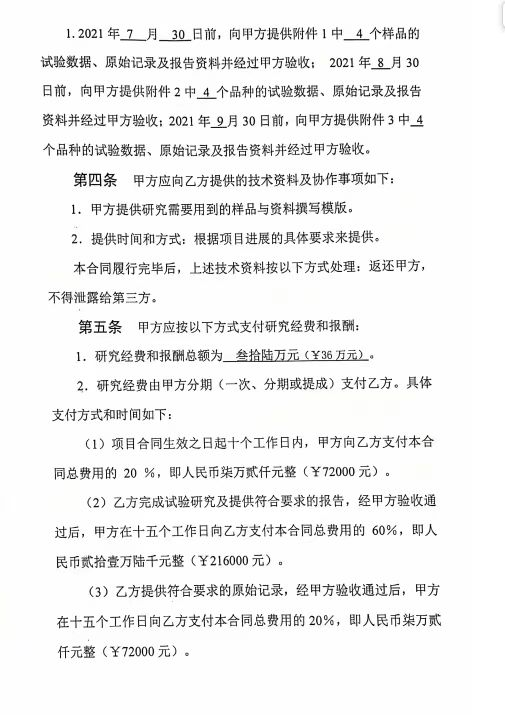 1. 2021 年 7 月 30 日前，向甲方提供附件 1 中 4 个样品的
试验数据、原始记录及报告资料并经过甲方验收； 2021 年 8 月 30
日前，向甲方提供附件 2 中 4 个品种的试验数据、原始记录及报告
资料并经过甲方验收；2021 年 9 月 30 日前，向甲方提供附件 3 中 4
个品种的试验数据、原始记录及报告资料并经过甲方验收。
第四条 甲方应向乙方提供的技术资料及协作事项如下：
1．甲方提供研究需要用到的样品与资料撰写模版。
2．提供时间和方式：根据项目进展的具体要求来提供。
本合同履行完毕后，上述技术资料按以下方式处理：返还甲方，
不得泄露给第三方。
第五条 甲方应按以下方式支付研究经费和报酬：
1．研究经费和报酬总额为 叁拾陆万元（￥36 万元）。
2．研究经费由甲方分期（一次、分期或提成）支付乙方。具体
支付方式和时间如下：
（1）项目合同生效之日起十个工作日内，甲方向乙方支付本合
同总费用的 20 %，即人民币柒万贰仟元整（￥72000 元）。
（2）乙方完成试验研究及提供符合要求的报告，经甲方验收通
过后，甲方在十五个工作日向乙方支付本合同总费用的 60%，即人
民币贰拾壹万陆千元整（￥216000 元）。
（3）乙方提供符合要求的原始记录，经甲方验收通过后，甲方
在十五个工作日向乙方支付本合同总费用的 20%，即人民币柒万贰
仟元整（￥72000 元）。